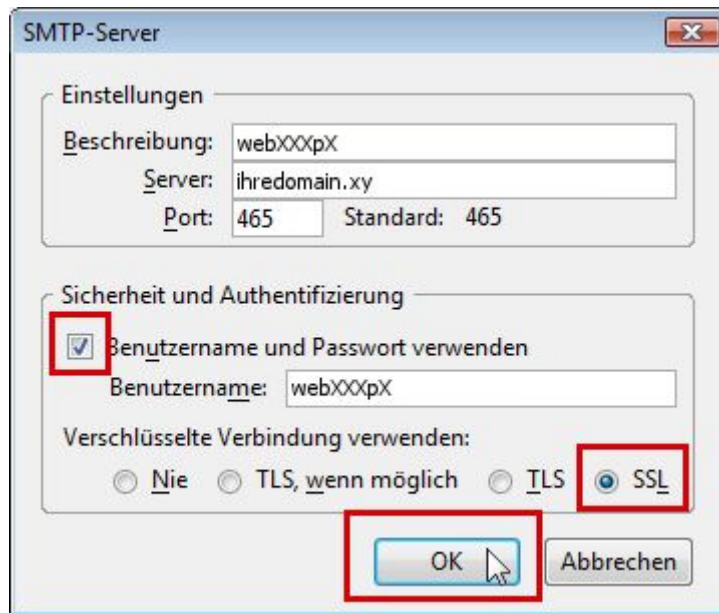 SMTP-Server
Einstellungen
Beschreibung: webXXXpX
Server: ihredomain.xy
Port: 465 Standard: 465
Sicherheit und Authentifizierung
Benutzername und Passwort verwenden
Benutzername: webXXXpX
Verschlüsselte Verbindung verwenden:
Nie TLS, wenn möglich TLS SSL
OK Abbrechen